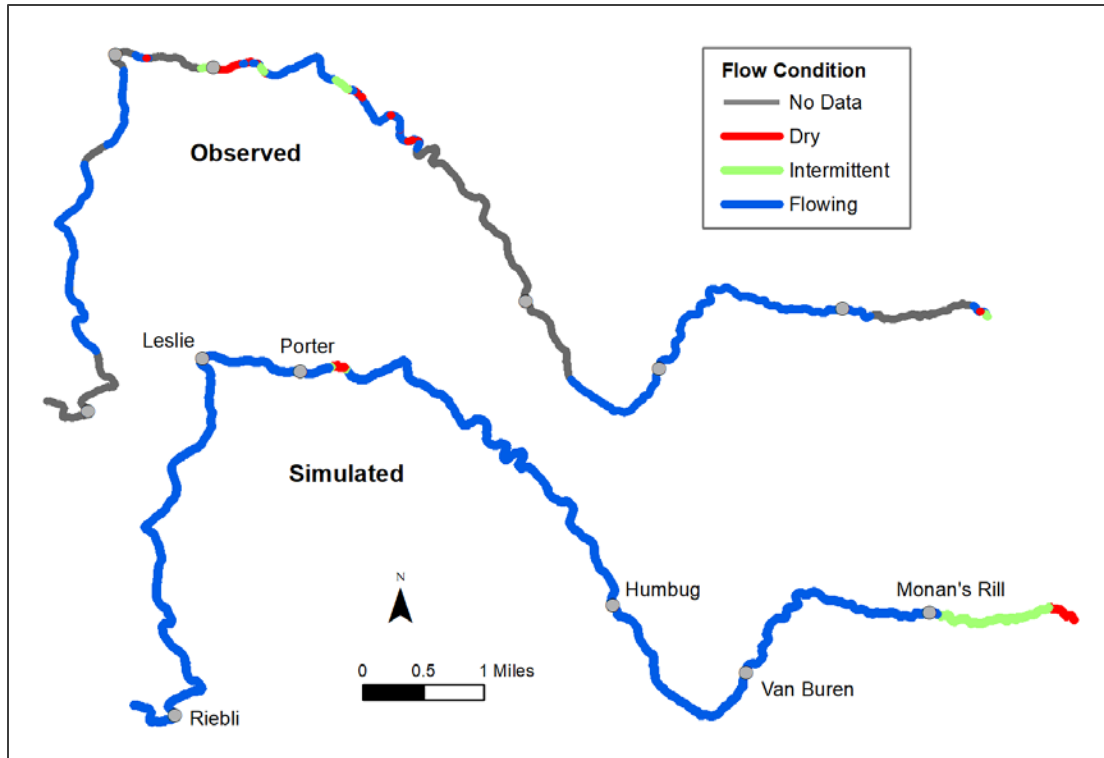 Flow Condition
No Data
Dry
Intermittent
Flowing
Observed
Leslie
Porter
Simulated
N
Humbug
Monan's Rill
0 0.5 1 Miles
Van Buren
Riebli